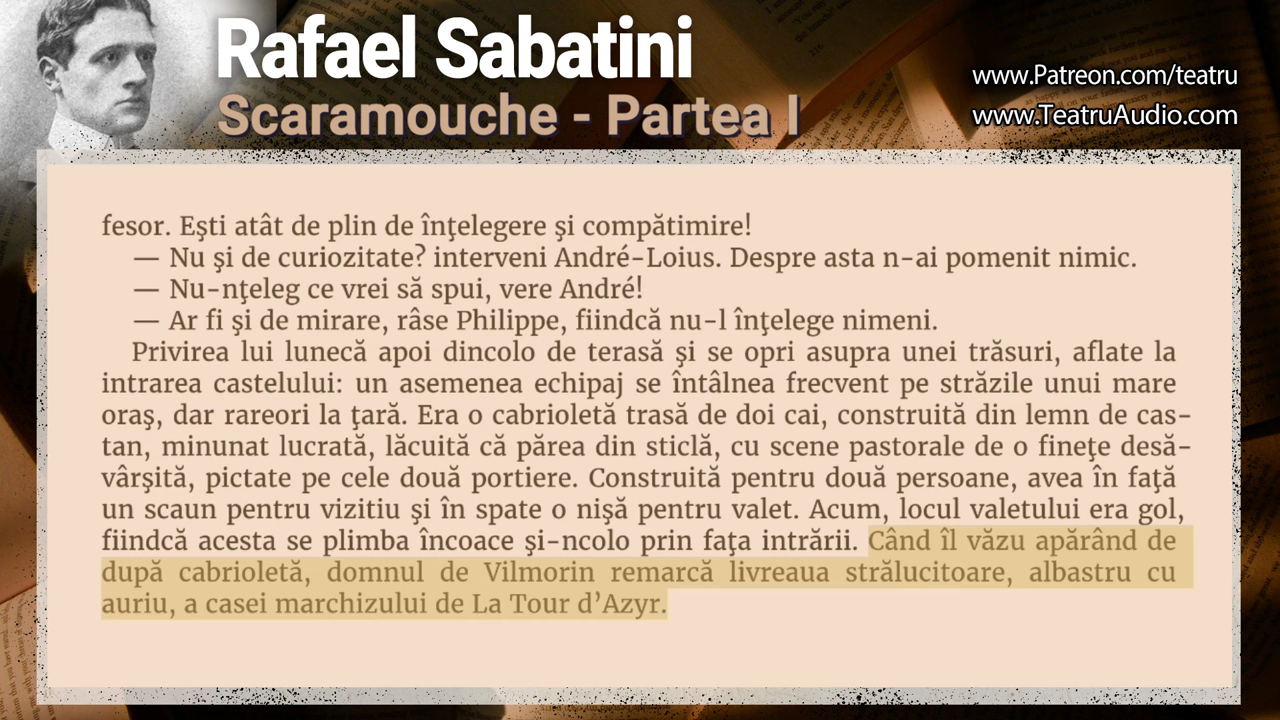 Rafael Sabatini
Scaramouche - Partea I
www.Patreon.com/teatru
www.TeatruAudio.com
fesor. Eşti atât de plin de înţelegere şi compătimire!
— Nu şi de curiozitate? interveni André-Loius. Despre asta n-ai pomenit nimic.
— Nu-nţeleg ce vrei să spui, vere André!
— Ar fi şi de mirare, râse Philippe, fiindcă nu-l înţelege nimeni.
Privirea lui lunecă apoi dincolo de terasă şi se opri asupra unei trăsuri, aflate la
intrarea castelului: un asemenea echipaj se întâlnea frecvent pe străzile unui mare
oraş, dar rareori la ţară. Era o cabrioletă trasă de doi cai, construită din lemn de cas-
tan, minunat lucrată, lăcuită că părea din sticlă, cu scene pastorale de o fineţe desă-
vârşită, pictate pe cele două portiere. Construită pentru două persoane, avea în faţă
un scaun pentru vizitiu şi în spate o nişă pentru valet. Acum, locul valetului era gol,
fiindcă acesta se plimba încoace şi-ncolo prin faţa intrării. Când îl văzu apărând de
după cabrioletă, domnul de Vilmorin remarcă livreaua strălucitoare, albastru cu
auriu, a casei marchizului de La Tour d’Azyr.